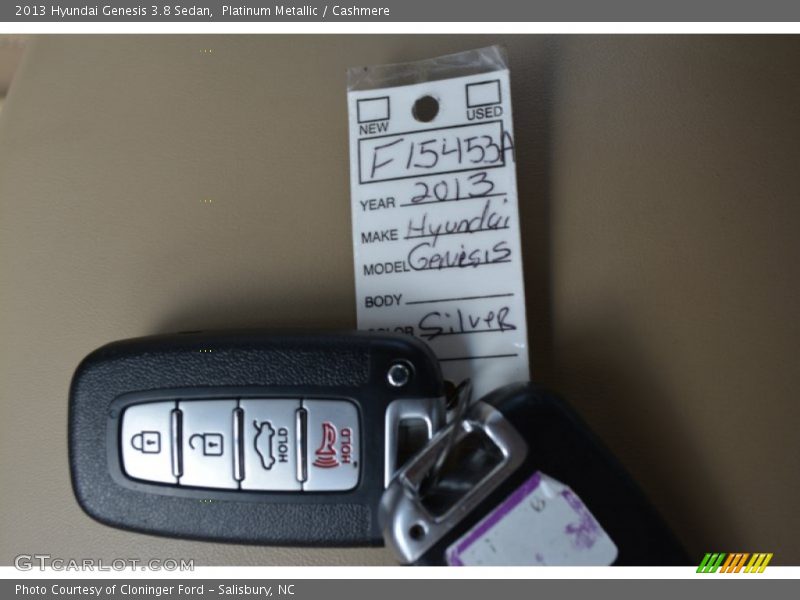 2013 Hyundai Genesis 3.8 Sedan,  Platinum Metallic / Cashmere
NEW USED
F15453A
YEAR 2013
MAKE Hyundai
MODEL Genesis
BODY
COLOR Silver
HOLD HOLD
GTCARLOT.COM
Photo Courtesy of Cloninger Ford – Salisbury, NC